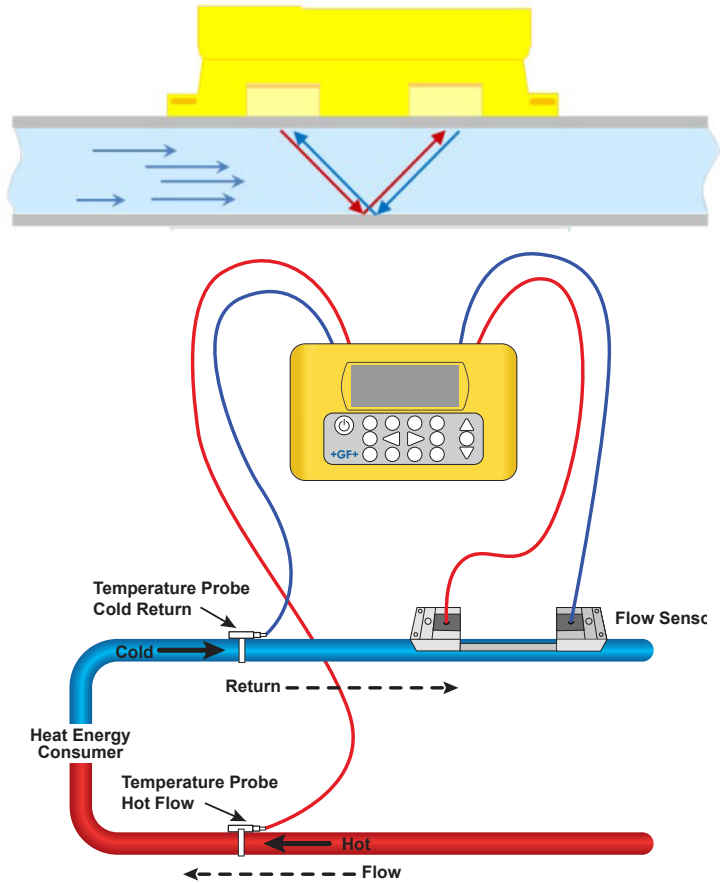 +GF+
Temperature Probe
Cold Return
Flow Senso
Cold
Return
Heat Energy
Consumer
Temperature Probe
Hot Flow
Hot
Flow